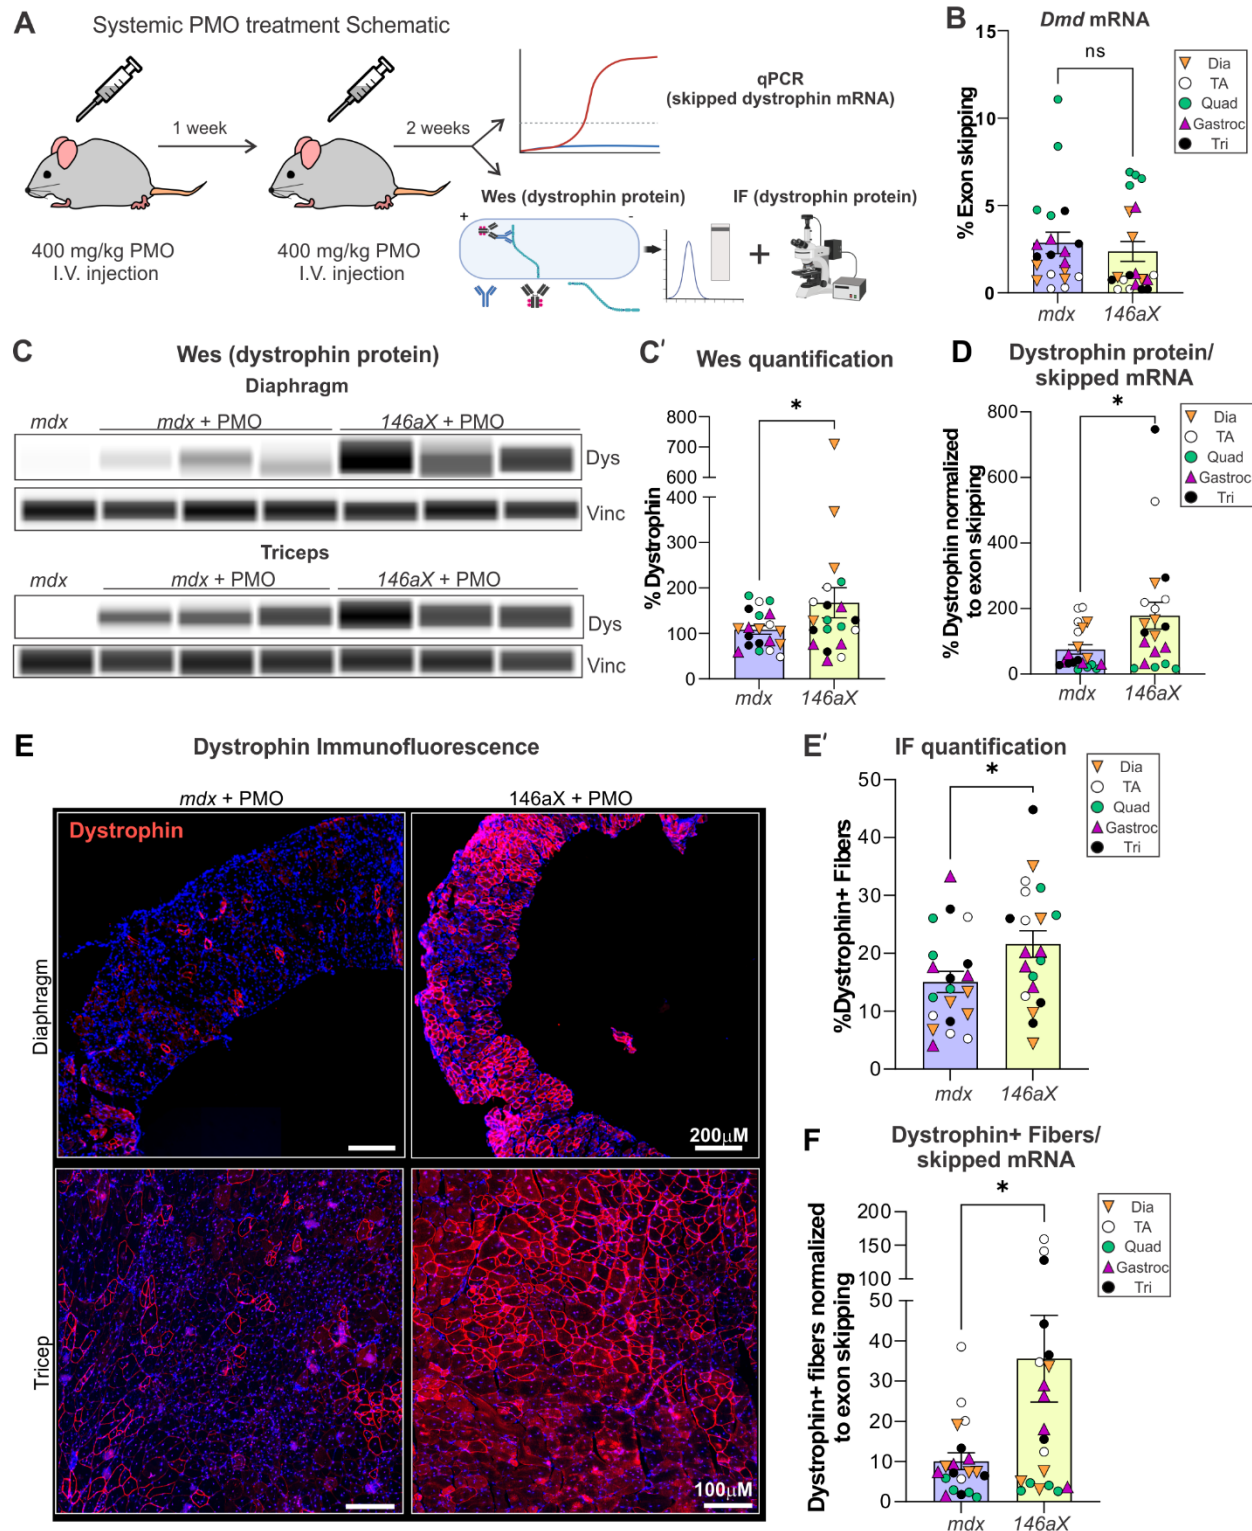 A
Systemic PMO treatment Schematic
1 week
2 weeks
400 mg/kg PMO
I.V. injection
400 mg/kg PMO
I.V. injection
qPCR
(skipped dystrophin mRNA)
Wes (dystrophin protein)
IF (dystrophin protein)
+
-
+
B
Dmd mRNA
ns
% Exon skipping
15
10
5
0
mdx
146aX
Dia
TA
Quad
Gastroc
Tri
C
Wes (dystrophin protein)
Diaphragm
mdx
mdx + PMO
146aX + PMO
Dys
Vinc
Triceps
mdx
mdx + PMO
146aX + PMO
Dys
Vinc
C'
Wes quantification
*
% Dystrophin
800
700
600
400
300
200
100
0
mdx
146aX
D
Dystrophin protein/
skipped mRNA
*
% Dystrophin normalized
to exon skipping
800
600
400
200
0
mdx
146aX
Dia
TA
Quad
Gastroc
Tri
E
Dystrophin Immunofluorescence
mdx + PMO
146aX + PMO
Dystrophin
Diaphragm
200µM
Tricep
100µM
E'
IF quantification
*
%Dystrophin+ Fibers
50
40
30
20
10
0
mdx
146aX
Dia
TA
Quad
Gastroc
Tri
F
Dystrophin+ Fibers/
skipped mRNA
*
Dystrophin+ fibers normalized
to exon skipping
200
150
100
50
40
30
20
10
0
mdx
146aX
Dia
TA
Quad
Gastroc
Tri